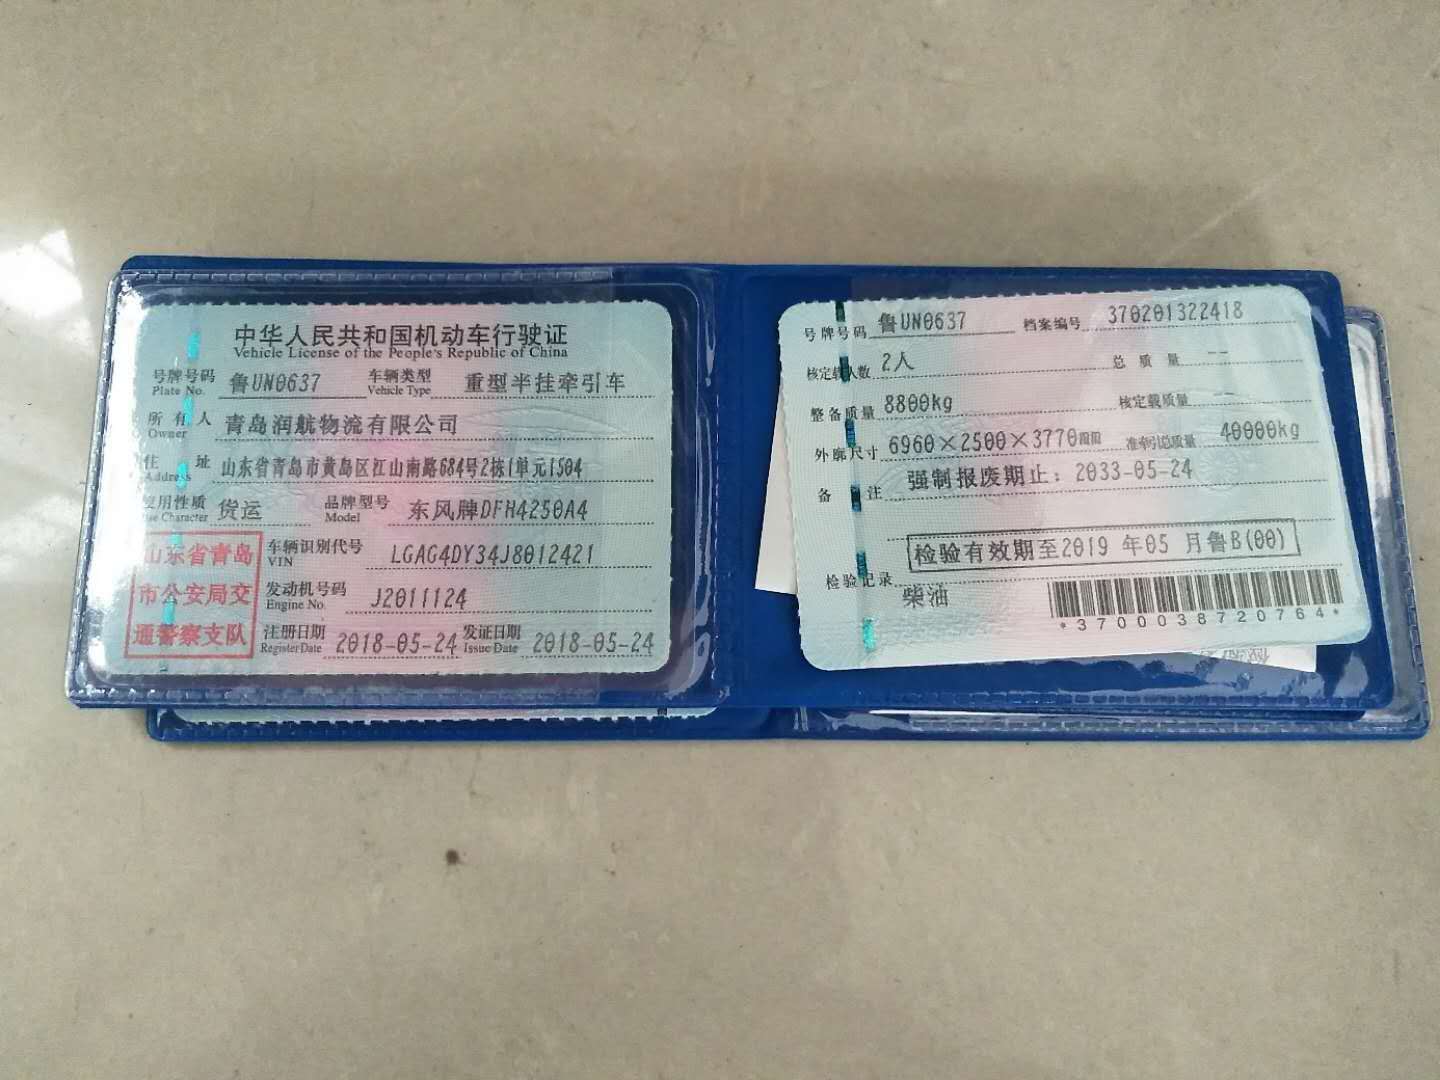 中华人民共和国机动车行驶证
Vehicle License of the People's Republic of China
号牌号码 鲁UN0637 车辆类型 重型半挂牵引车
Plate No. Vehicle Type
所有人 青岛润航物流有限公司
Owner
住址 山东省青岛市黄岛区江山南路684号2栋1单元1504
Address
使用性质 货运 品牌型号 东风牌DFH4250A4
Use Character Model
山东省青岛
市公安局交
通警察支队
车辆识别代号 LGAG4DY34J8012421
VIN
发动机号码 J2011124
Engine No.
注册日期 2018-05-24 发证日期 2018-05-24
Register Date Issue Date
号牌号码 鲁UN0637 档案编号 370201322418
核定载人数 2人 总质量 --
整备质量 8800kg 核定载质量 --
外廓尺寸 6960×2500×3770mm 准牵引总质量 40000kg
备注 强制报废期止：2033-05-24
检验有效期至2019 年05 月鲁B(00)
检验记录
柴油
*3700038720764*